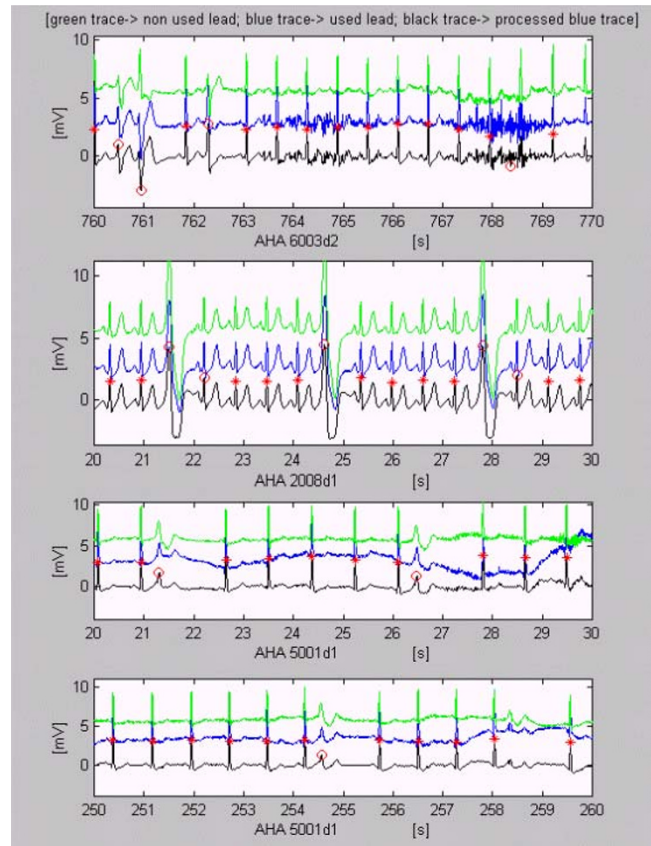 [green trace-> non used lead; blue trace-> used lead; black trace-> processed blue trace]
10
5
0
[mV]
760 761 762 763 764 765 766 767 768 769 770
AHA 6003d2 [s]
10
5
0
[mV]
20 21 22 23 24 25 26 27 28 29 30
AHA 2008d1 [s]
10
5
0
[mV]
20 21 22 23 24 25 26 27 28 29 30
AHA 5001d1 [s]
10
5
0
[mV]
250 251 252 253 254 255 256 257 258 259 260
AHA 5001d1 [s]